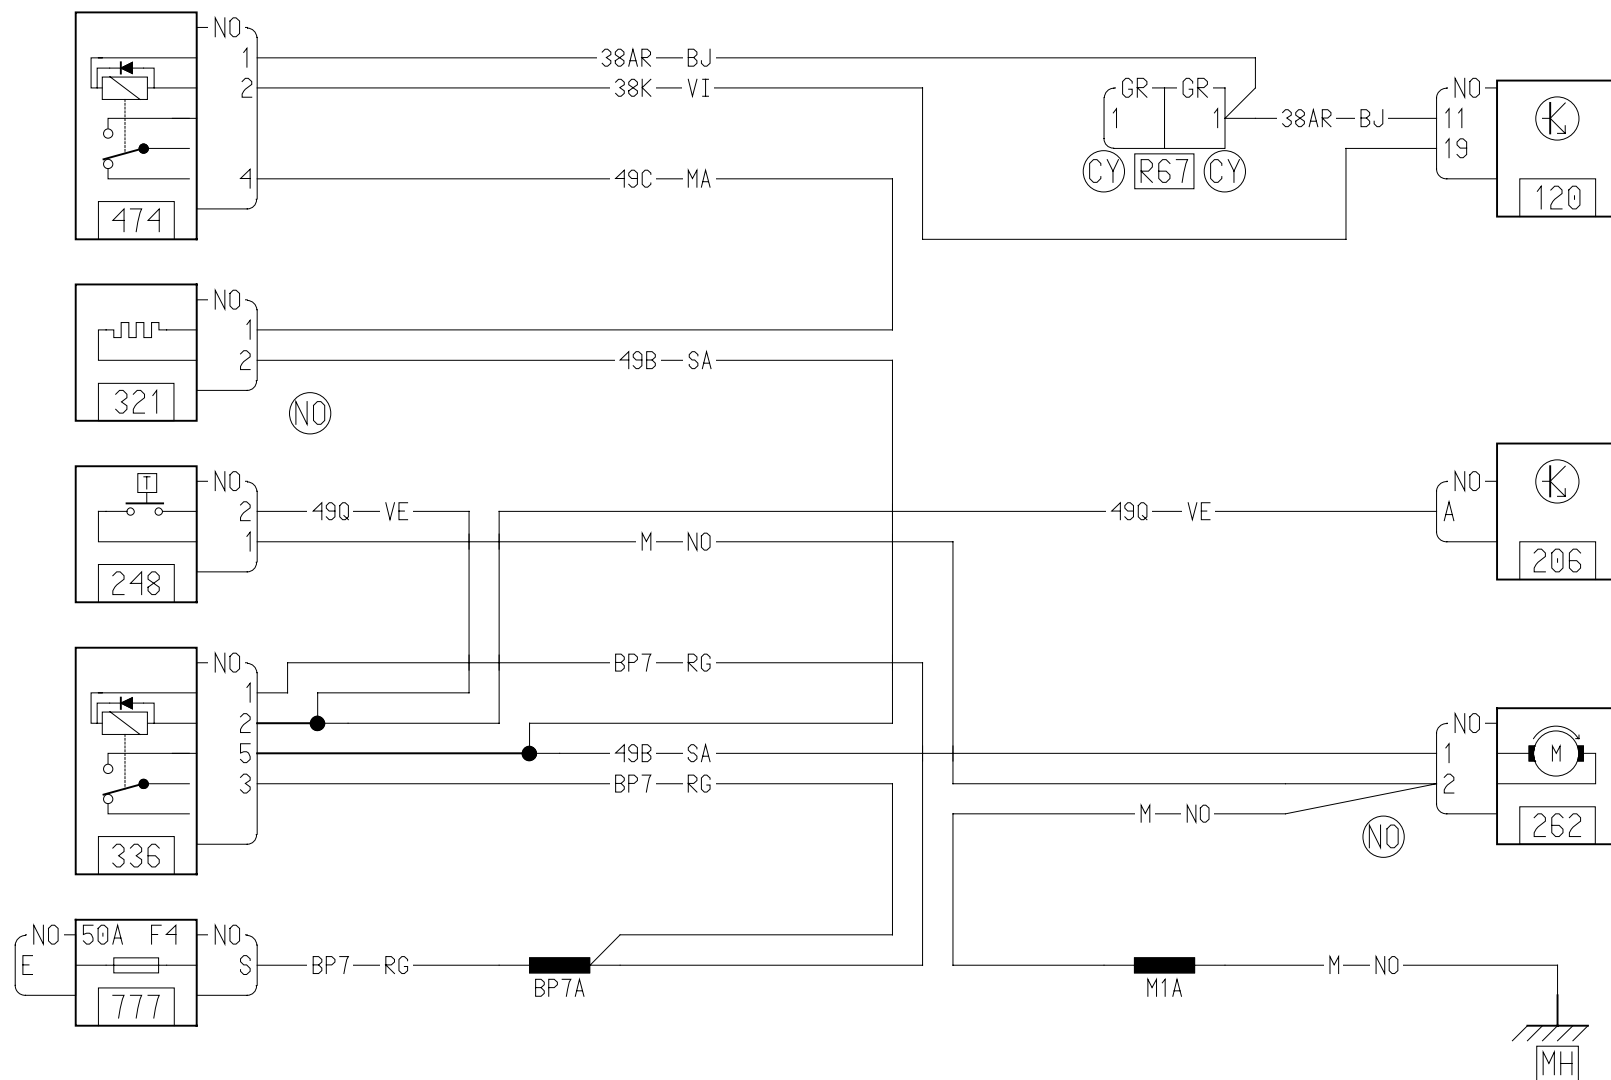 NO
1 38AR BJ
2 38K VI GR GR NO
1 1 38AR BJ 11
19
4 49C MA CY R67 CY
474 120
NO
1
2 49B SA
321 NO
T
NO NO
2 49Q VE 49Q VE A
1 M NO
248 206
NO BP7 RG
1
2 NO
5 49B SA 1 M
3 BP7 RG 2
M NO
336 NO 262
NO 50A F4 NO
E S BP7 RG M NO
BP7A M1A
777
MH